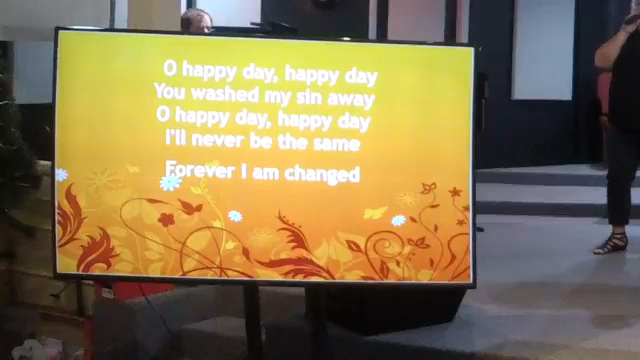 O happy day, happy day
You washed my sin away
O happy day, happy day
I'll never be the same
Forever I am changed